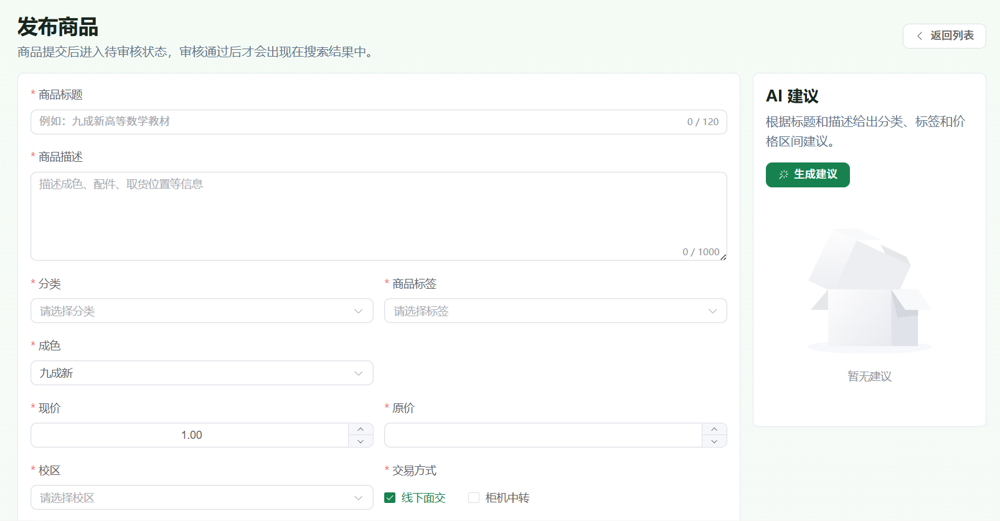 发布商品
商品提交后进入待审核状态，审核通过后才会出现在搜索结果中。
返回列表
* 商品标题
例如：九成新高等数学教材
0 / 120
* 商品描述
描述成色、配件、取货位置等信息
0 / 1000
* 分类
* 商品标签
请选择分类
请选择标签
* 成色
九成新
* 现价
* 原价
1.00
* 校区
* 交易方式
请选择校区
线下面交
柜机中转
AI 建议
根据标题和描述给出分类、标签和价
格区间建议。
生成建议
暂无建议